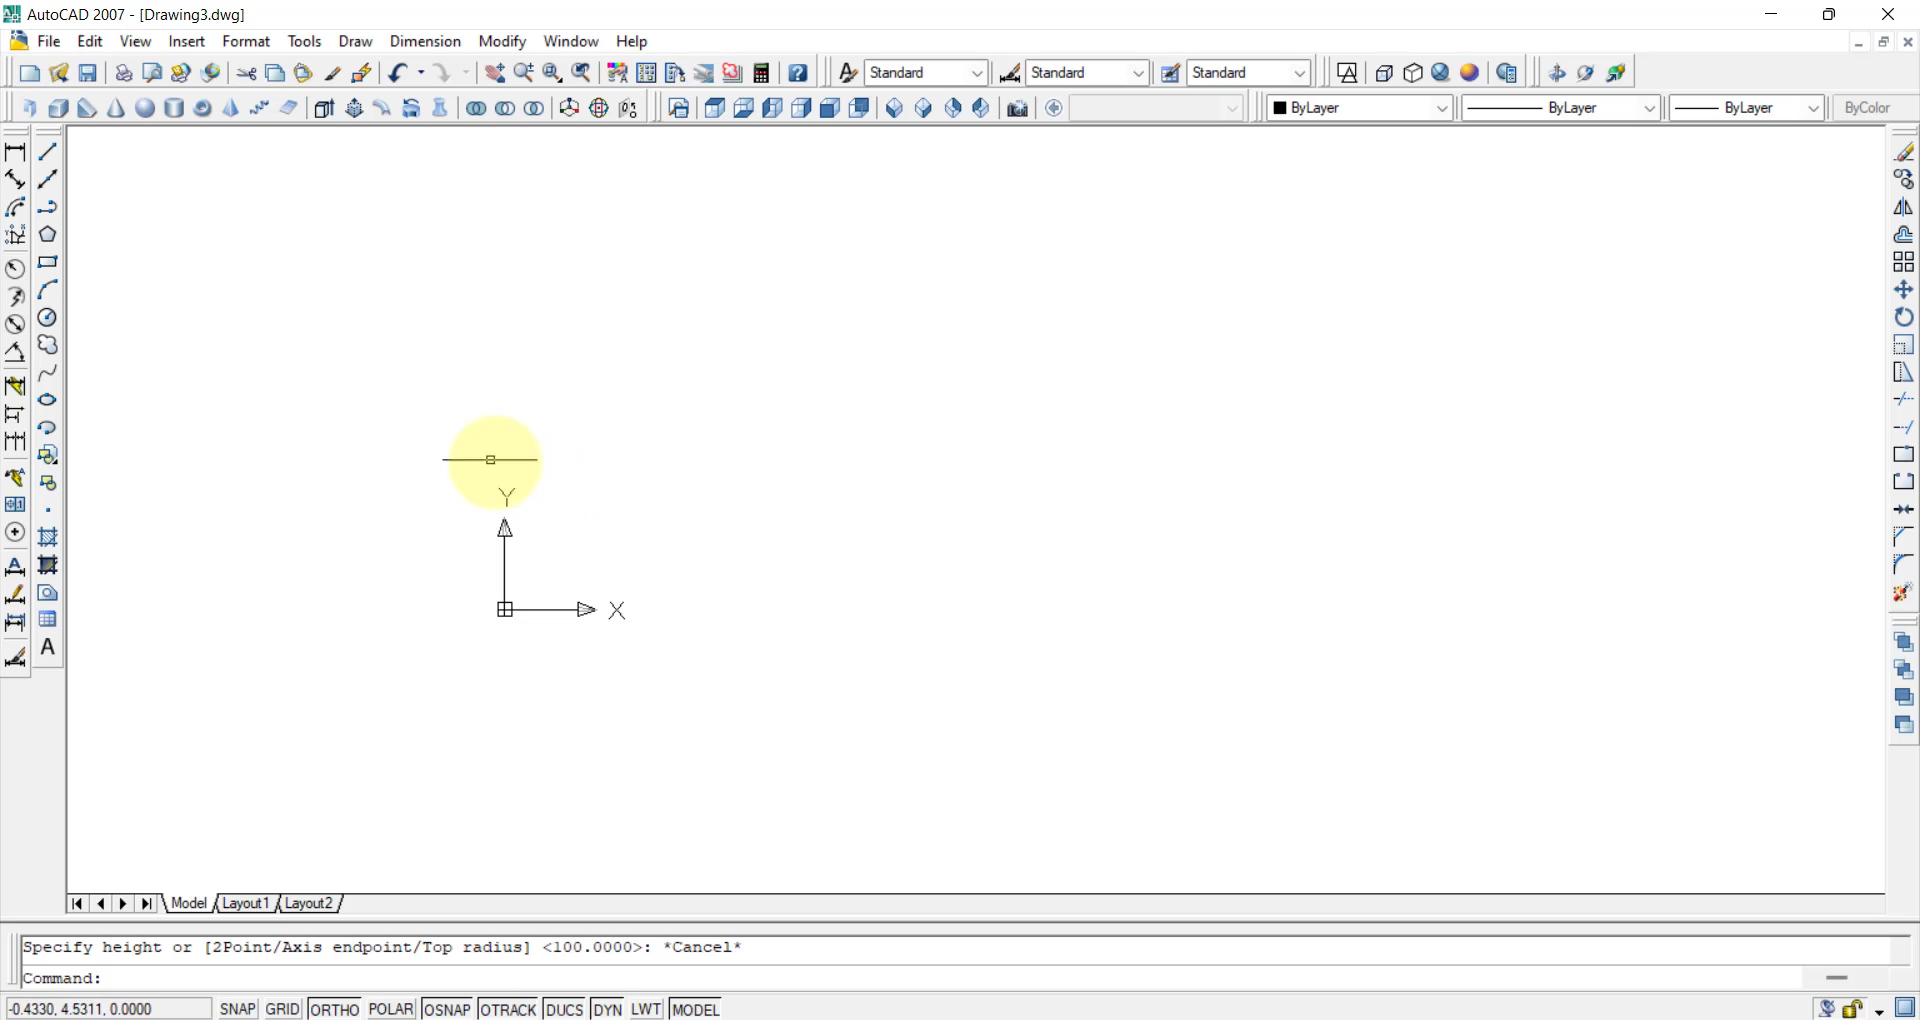 AutoCAD 2007 - [Drawing3.dwg]
File Edit View Insert Format Tools Draw Dimension Modify Window Help
Standard Standard Standard
ByLayer ByLayer ByLayer ByColor
Y
X
Model Layout1 Layout2
Specify height or [2Point/Axis endpoint/Top radius] <100.0000>: *Cancel*
Command:
-0.4330, 4.5311, 0.0000 SNAP GRID ORTHO POLAR OSNAP OTRACK DUCS DYN LWT MODEL